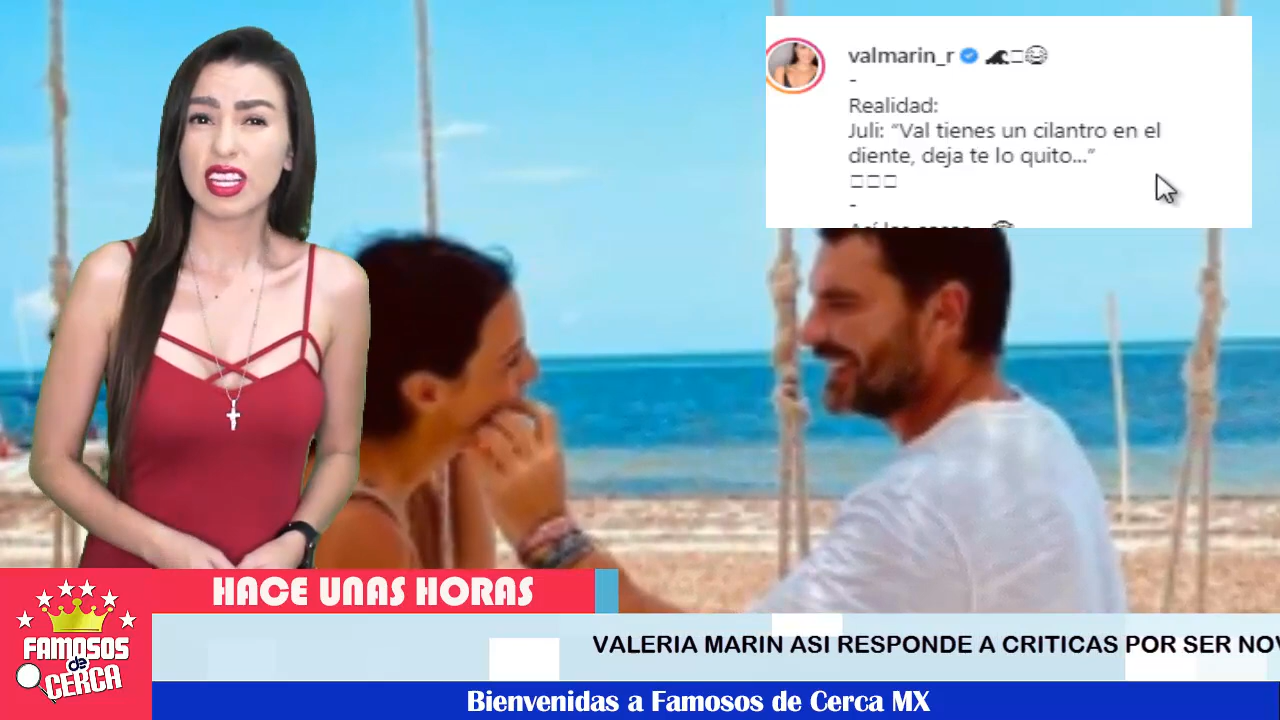 valmarin_r
-
Realidad:
Juli: “Val tienes un cilantro en el
diente, deja te lo quito...”
-
HACE UNAS HORAS
FAMOSOS
de
CERCA
VALERIA MARIN ASI RESPONDE A CRITICAS POR SER
Bienvenidas a Famosos de Cerca MX